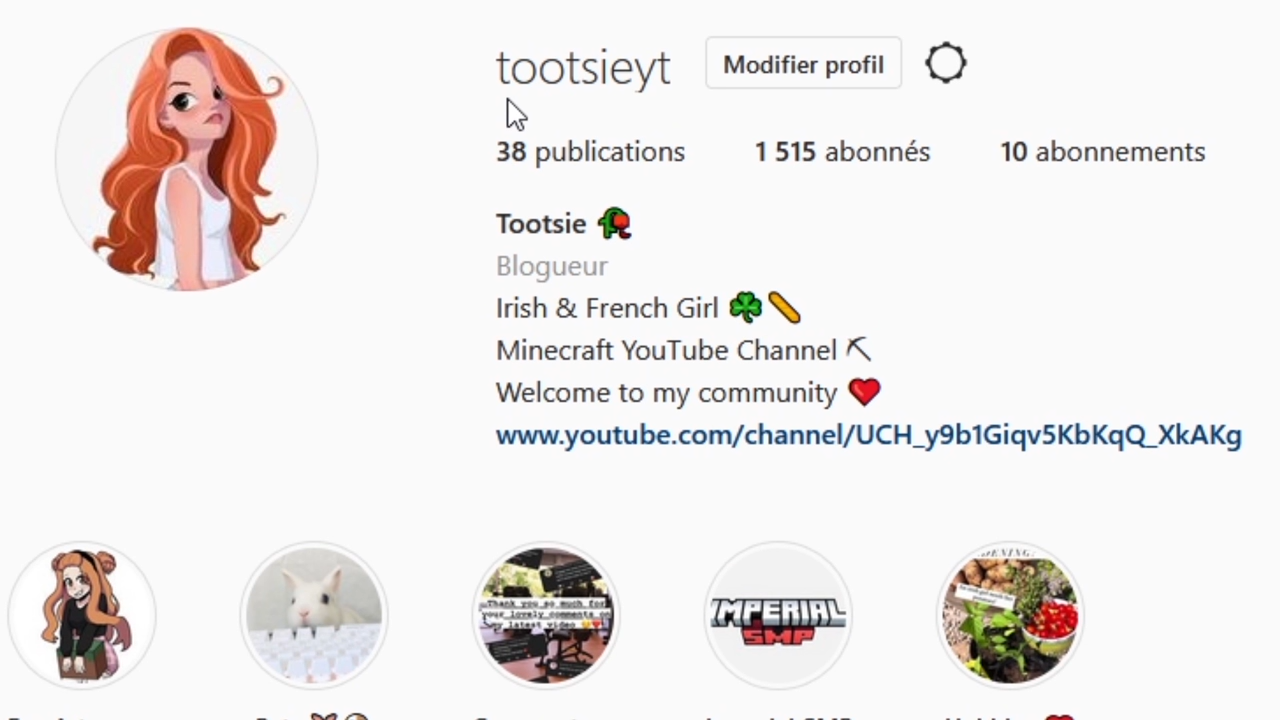 tootsieyt Modifier profil
38 publications 1 515 abonnés 10 abonnements
Tootsie
Blogueur
Irish & French Girl
Minecraft YouTube Channel
Welcome to my community
www.youtube.com/channel/UCH_y9b1Giqv5KbKqQ_XkAKg
Thank you so much for
your lovely comments on
my latest video
IMPERIAL
SMP